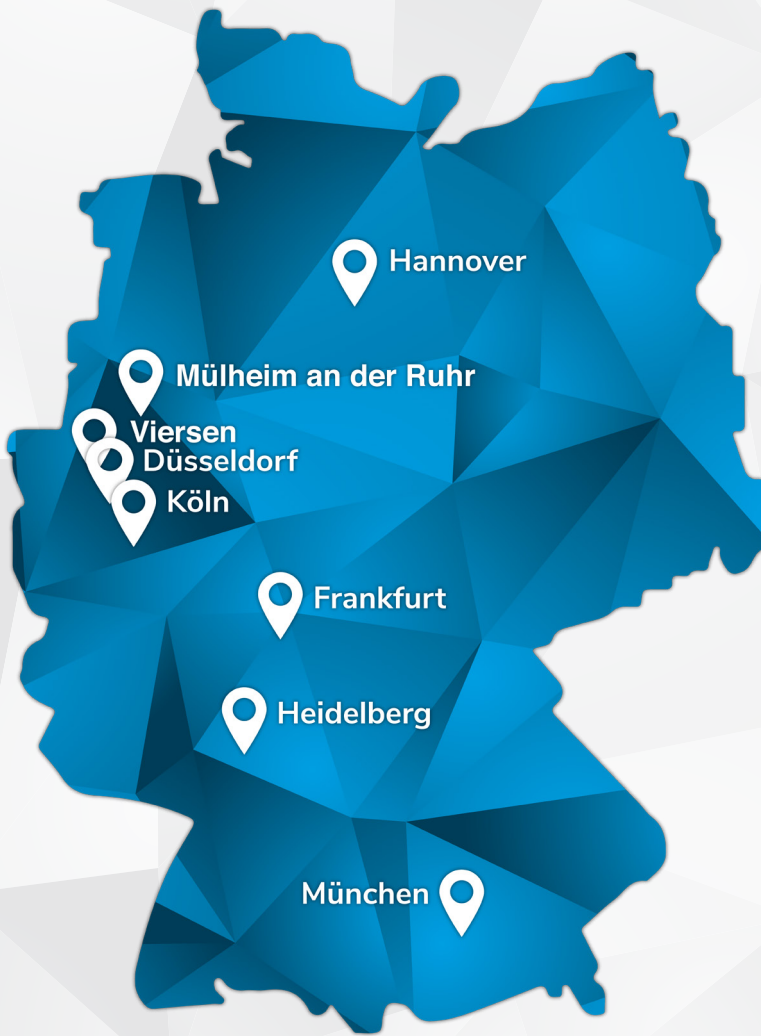 Hannover
Mülheim an der Ruhr
Viersen
Düsseldorf
Köln
Frankfurt
Heidelberg
München